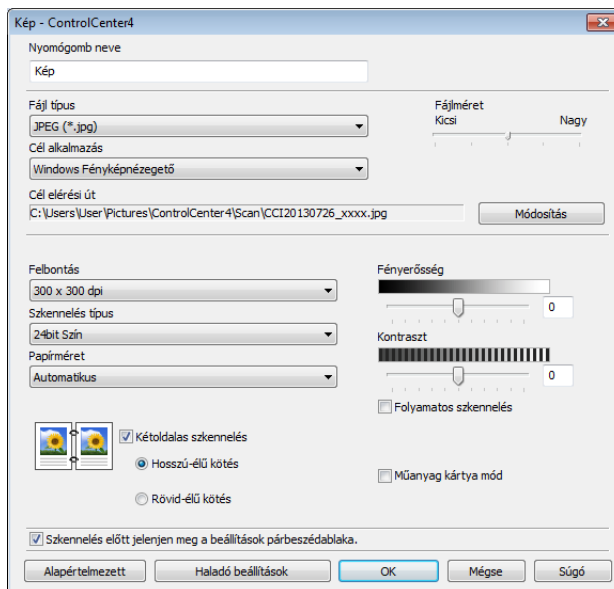 Kép - ControlCenter4
Nyomógomb neve
Kép
Fájl típus
JPEG (*.jpg)
Fájlméret
Kicsi Nagy
Cél alkalmazás
Windows Fényképnézegető
Cél elérési út
C:\Users\User\Pictures\ControlCenter4\Scan\CCI20130726_xxxx.jpg
Módosítás
Felbontás
300 x 300 dpi
Szkennelés típus
24bit Szín
Papírméret
Automatikus
Fényerősség
0
Kontraszt
0
Folyamatos szkennelés
Kétoldalas szkennelés
Hosszú-élű kötés
Rövid-élű kötés
Műanyag kártya mód
Szkennelés előtt jelenjen meg a beállítások párbeszédablaka.
Alapértelmezett Haladó beállítások OK Mégse Súgó